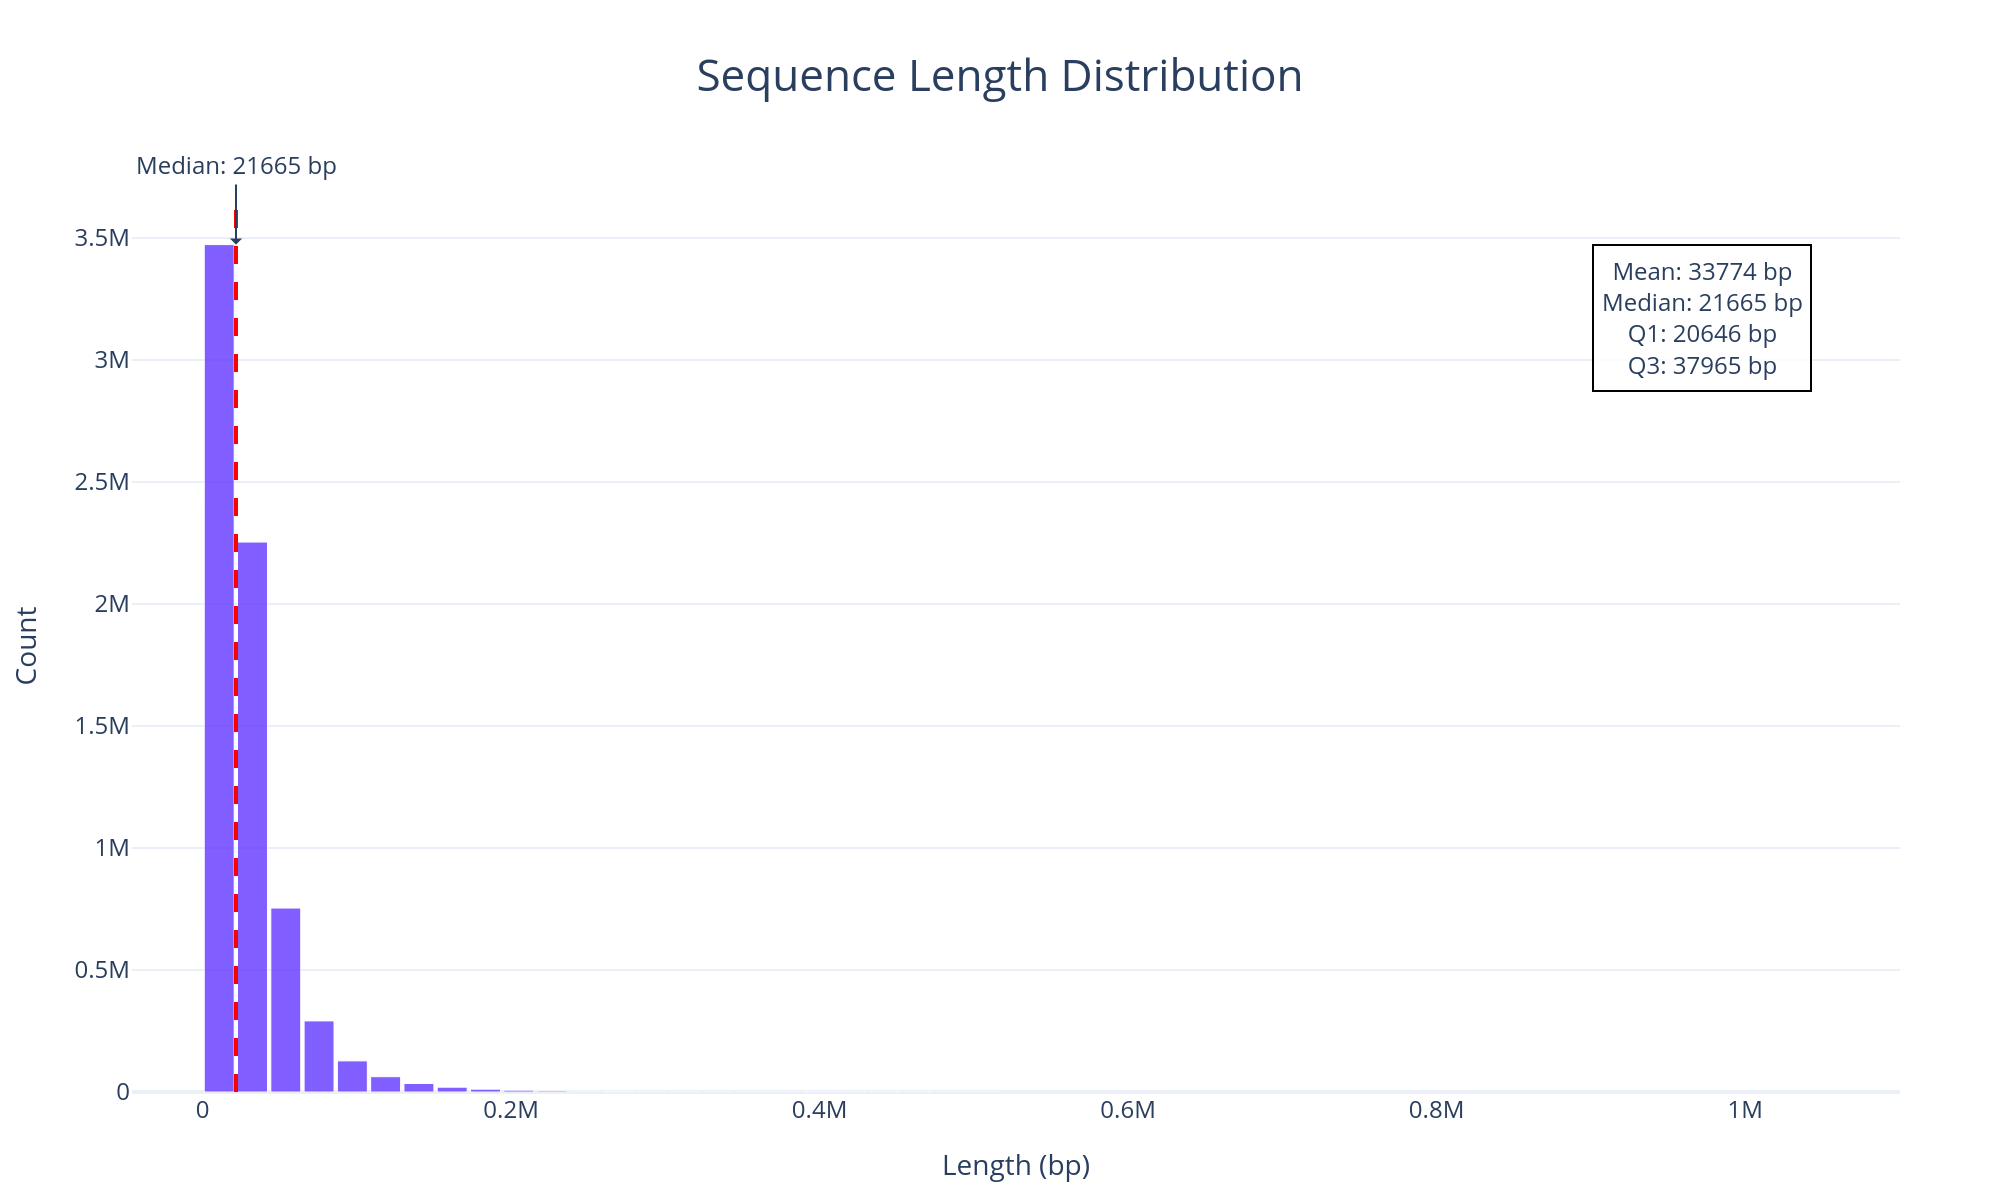 Sequence Length Distribution
Median: 21665 bp
3.5M
3M
2.5M
2M
1.5M
1M
0.5M
0
Count
Mean: 33774 bp
Median: 21665 bp
Q1: 20646 bp
Q3: 37965 bp
0
0.2M
0.4M
0.6M
0.8M
1M
Length (bp)